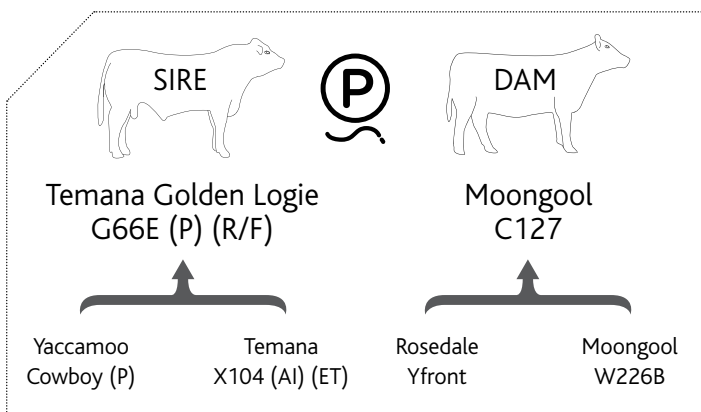 SIRE
P
DAM
Temana Golden Logie
G66E (P) (R/F)
Moongool
C127
Yaccamoo
Cowboy (P)
Temana
X104 (AI) (ET)
Rosedale
Yfront
Moongool
W226B